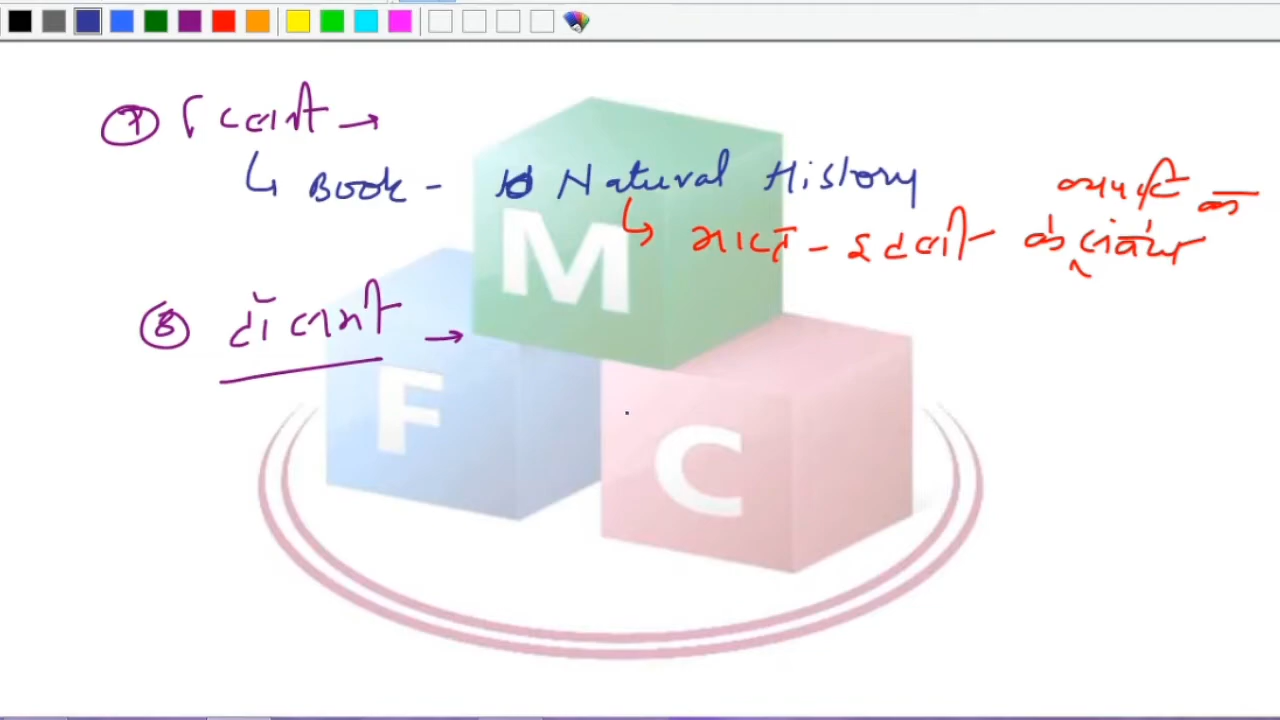 ⑦ प्लिनी →
↳ Book - Natural History
↳ भारत - इटली के व्यापार का
⑧ टॉलमी →
M
F
C